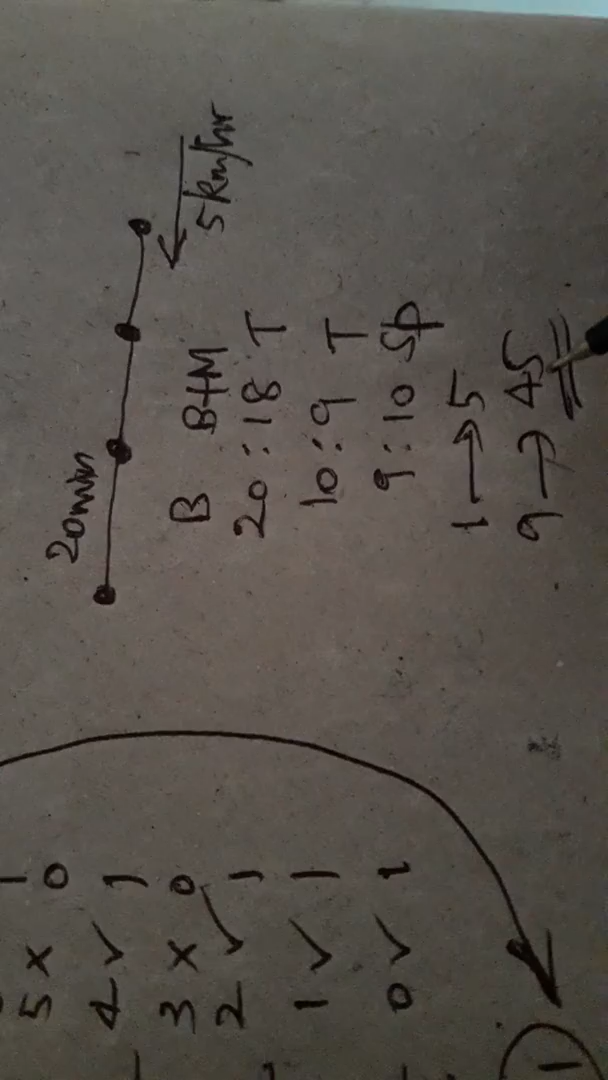 20min
5km/hr
B B+M
20:18 T
10:9 T
9:10 Sp
1→5
9→45
1
5 x 0
4 ✓ 1
3 x 0
2 ✓ 1
1 ✓ 1
0 ✓ 1
1